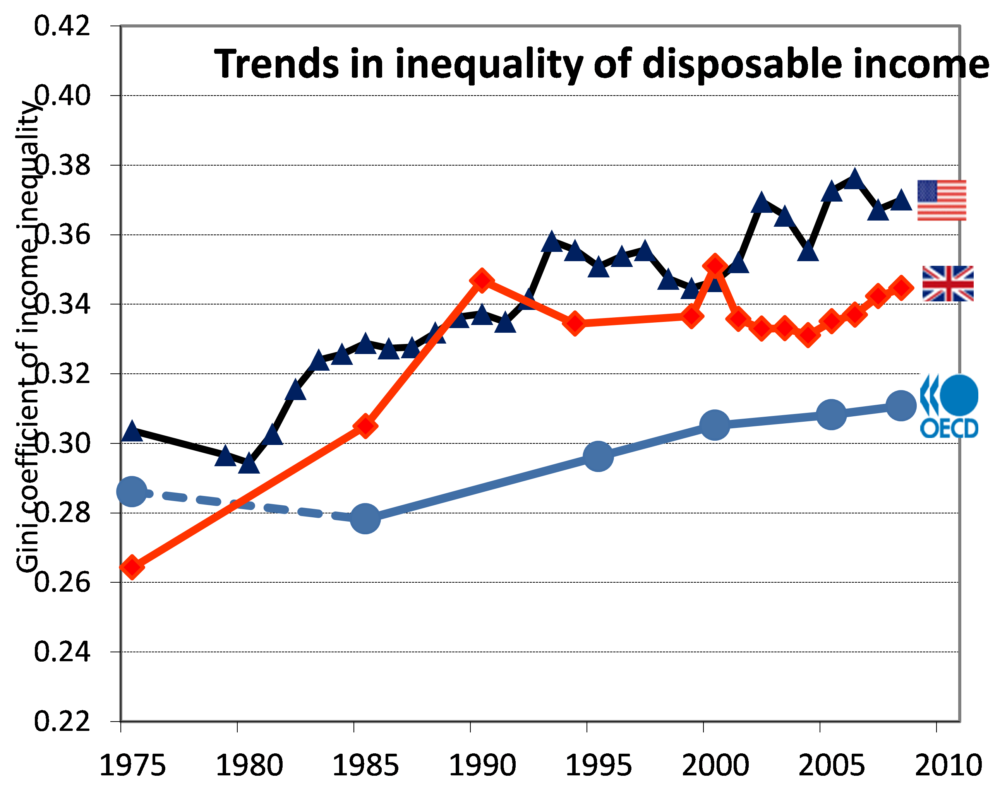 Trends in inequality of disposable income
Gini coefficient of income inequality
0.42
0.40
0.38
0.36
0.34
0.32
0.30
0.28
0.26
0.24
0.22
OECD
1975 1980 1985 1990 1995 2000 2005 2010